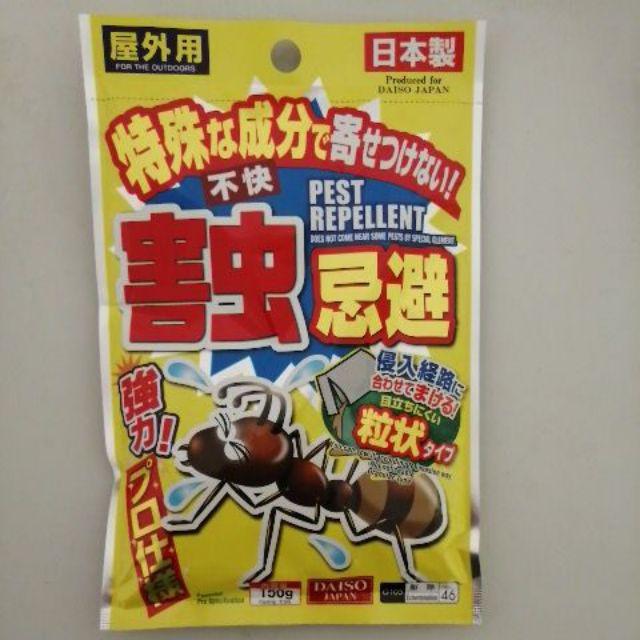 屋外用
FOR THE OUTDOORS
日本製
Produced for
DAISO JAPAN
特殊な成分で寄せつけない!
不快
害虫
PEST
REPELLENT
DOES NOT COME NEAR SOME PESTS BY SPECIAL ELEMENT
忌避
強力!
プロ仕様
侵入経路に
合わせてまける!
目立ちにくい
粒状タイプ
Pro Specification
150g
DAISO
JAPAN
46